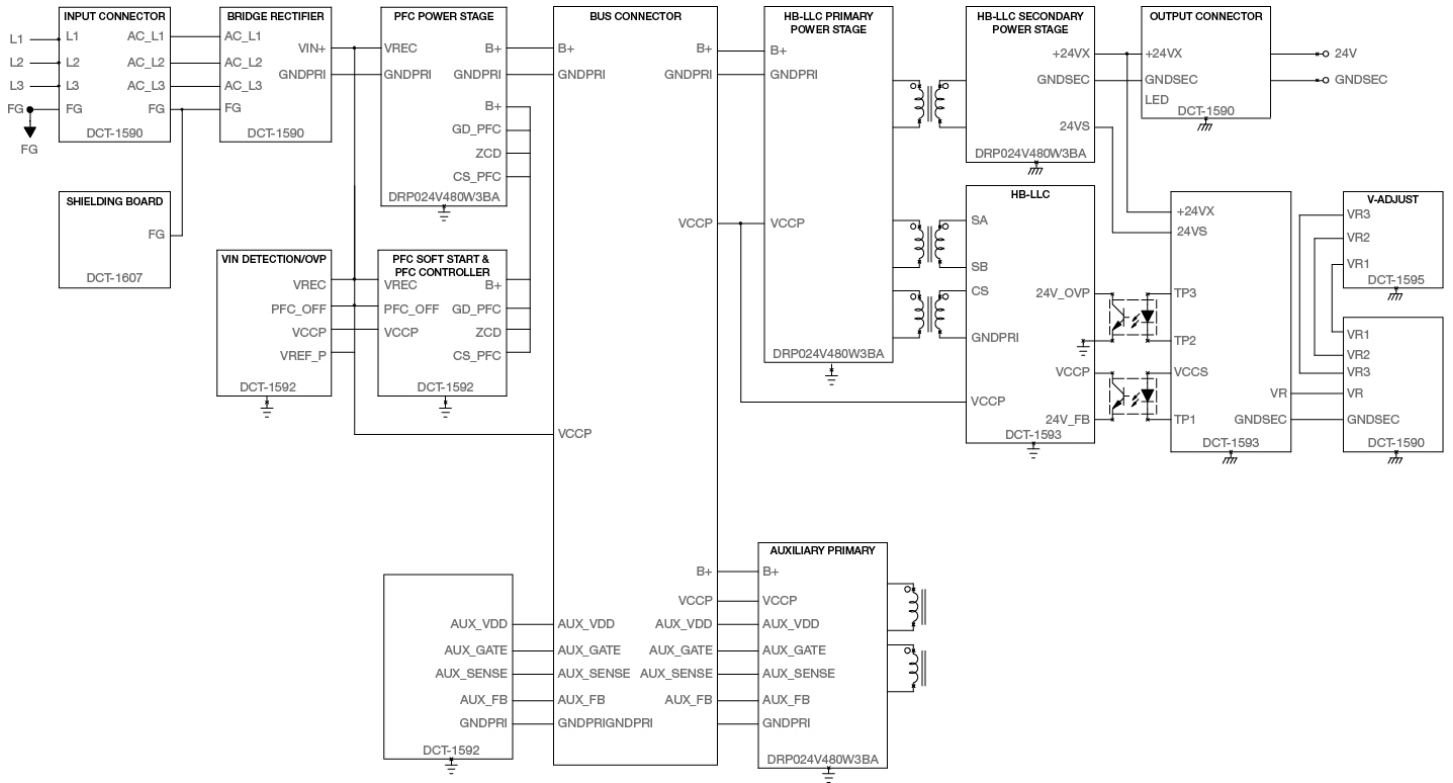 INPUT CONNECTOR
L1
L2
L3
FG
FG
L1
L2
L3
FG
AC_L1
AC_L2
AC_L3
FG
DCT-1590
BRIDGE RECTIFIER
AC_L1
AC_L2
AC_L3
FG
VIN+
GNDPRI
DCT-1590
PFC POWER STAGE
VREC
GNDPRI
B+
GNDPRI
B+
GD_PFC
ZCD
CS_PFC
DRP024V480W3BA
SHIELDING BOARD
FG
DCT-1607
VIN DETECTION/OVP
VREC
PFC_OFF
VCCP
VREF_P
DCT-1592
PFC SOFT START &
PFC CONTROLLER
VREC
PFC_OFF
VCCP
B+
GD_PFC
ZCD
CS_PFC
DCT-1592
BUS CONNECTOR
B+
GNDPRI
B+
GNDPRI
VCCP
VCCP
B+
VCCP
AUX_VDD
AUX_GATE
AUX_SENSE
AUX_FB
GNDPRI
AUX_VDD
AUX_GATE
AUX_SENSE
AUX_FB
GNDPRI
AUX_VDD
AUX_GATE
AUX_SENSE
AUX_FB
GNDPRI
DCT-1592
HB-LLC PRIMARY
POWER STAGE
B+
GNDPRI
VCCP
DRP024V480W3BA
HB-LLC SECONDARY
POWER STAGE
+24VX
GNDSEC
24VS
DRP024V480W3BA
OUTPUT CONNECTOR
+24VX
GNDSEC
LED
DCT-1590
24V
GNDSEC
HB-LLC
SA
SB
CS
GNDPRI
VCCP
24V_OVP
VCCP
24V_FB
DCT-1593
+24VX
24VS
TP3
TP2
VCCS
TP1
VR
GNDSEC
DCT-1593
V-ADJUST
VR3
VR2
VR1
DCT-1595
VR1
VR2
VR3
VR
GNDSEC
DCT-1590
AUXILIARY PRIMARY
B+
VCCP
AUX_VDD
AUX_GATE
AUX_SENSE
AUX_FB
GNDPRI
DRP024V480W3BA